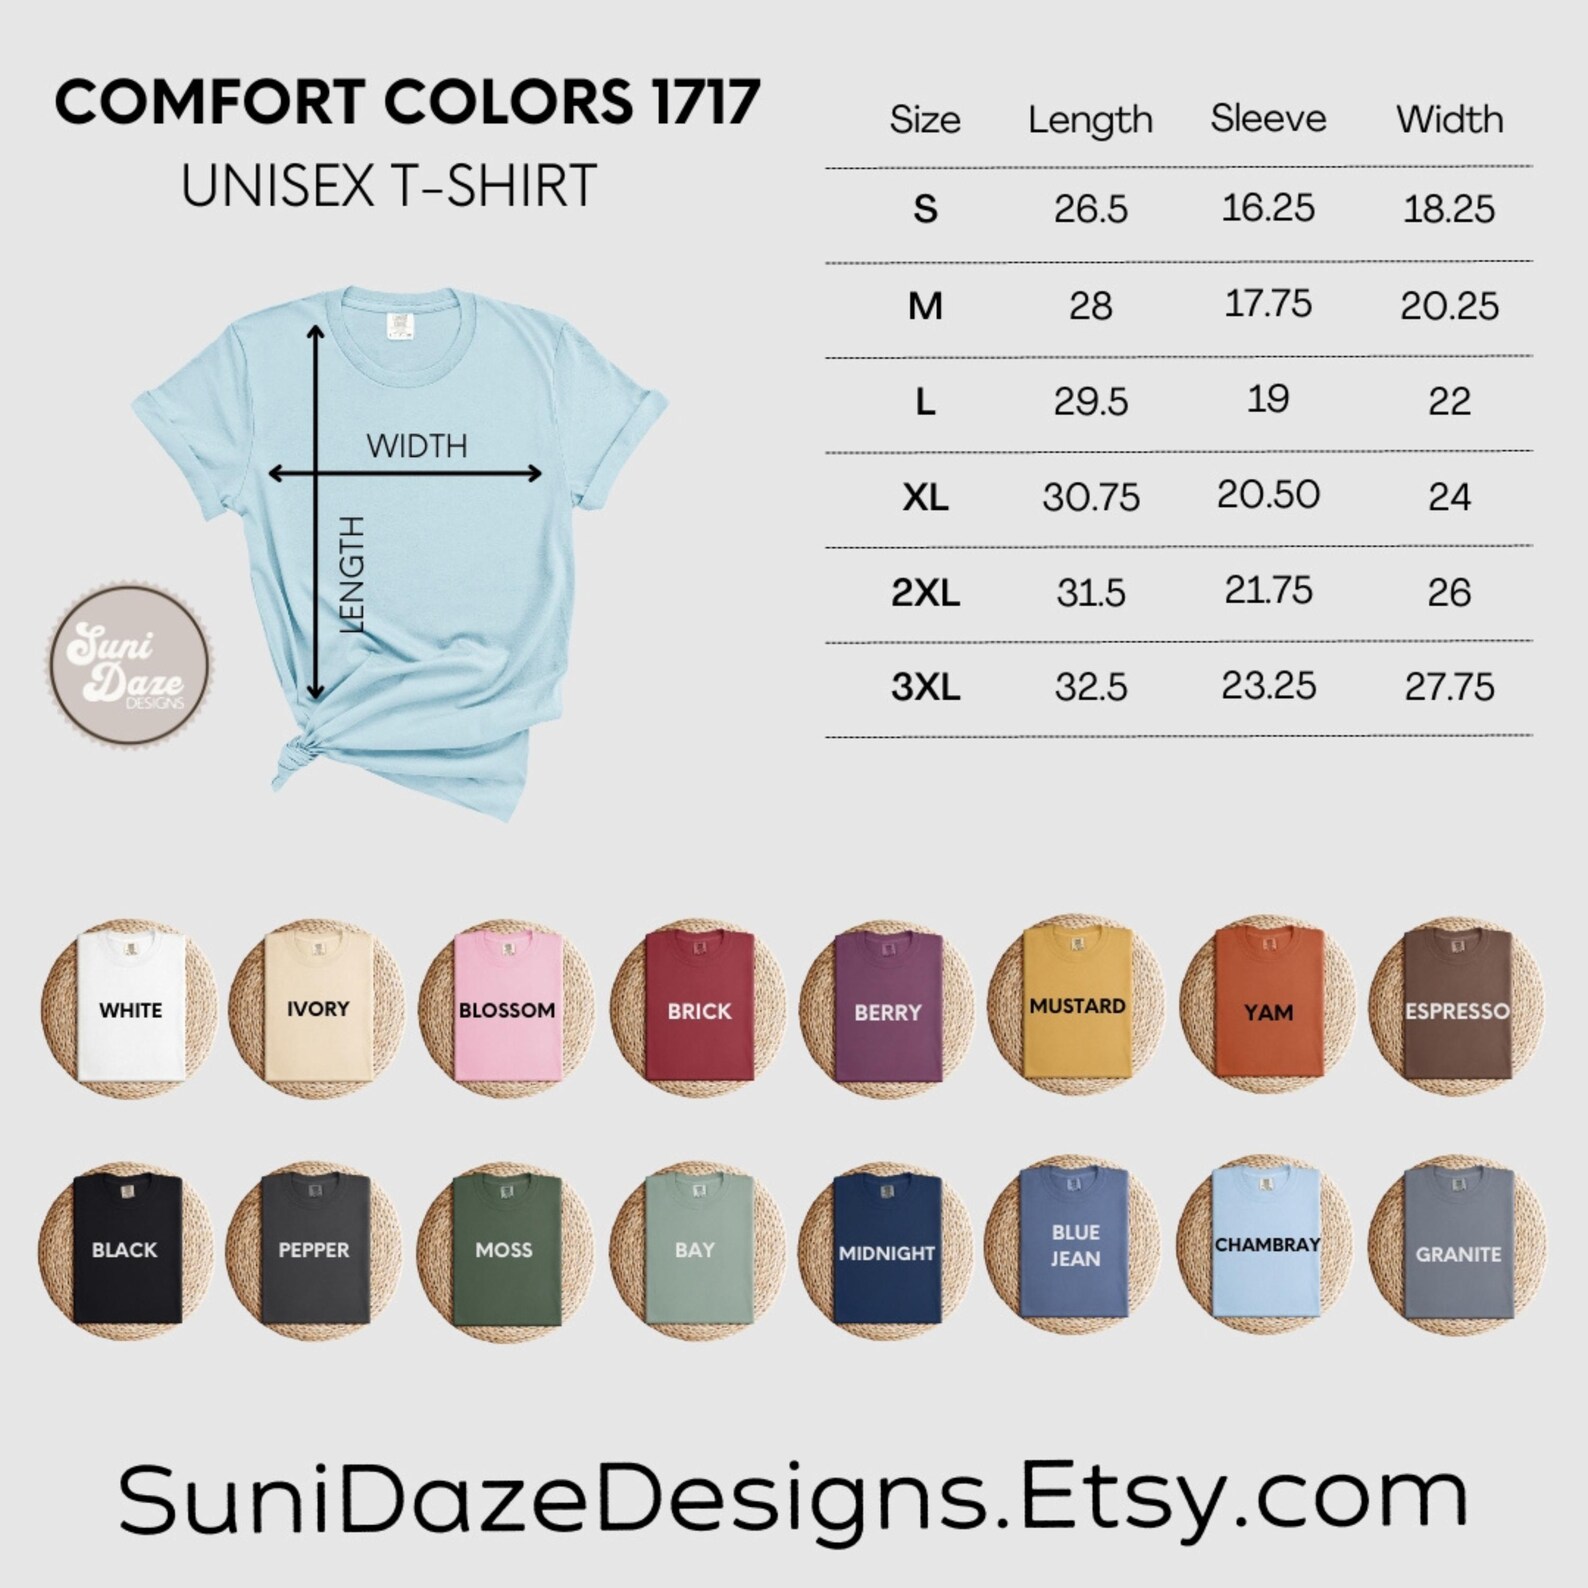 COMFORT COLORS 1717
UNISEX T-SHIRT
Size Length Sleeve Width
S 26.5 16.25 18.25
M 28 17.75 20.25
L 29.5 19 22
XL 30.75 20.50 24
2XL 31.5 21.75 26
3XL 32.5 23.25 27.75
WIDTH
LENGTH
Suni
Daze
DESIGNS
WHITE IVORY BLOSSOM BRICK BERRY MUSTARD YAM ESPRESSO
BLACK PEPPER MOSS BAY MIDNIGHT BLUE JEAN CHAMBRAY GRANITE
SuniDazeDesigns.Etsy.com